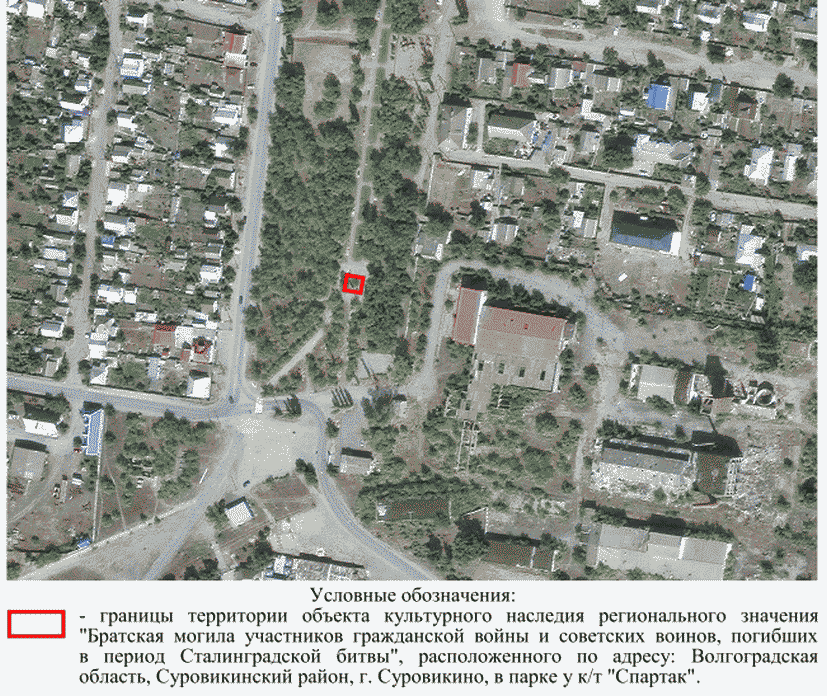 Условные обозначения:
- границы территории объекта культурного наследия регионального значения
"Братская могила участников гражданской войны и советских воинов, погибших
в период Сталинградской битвы", расположенного по адресу: Волгоградская
область, Суровикинский район, г. Суровикино, в парке у к/т "Спартак".